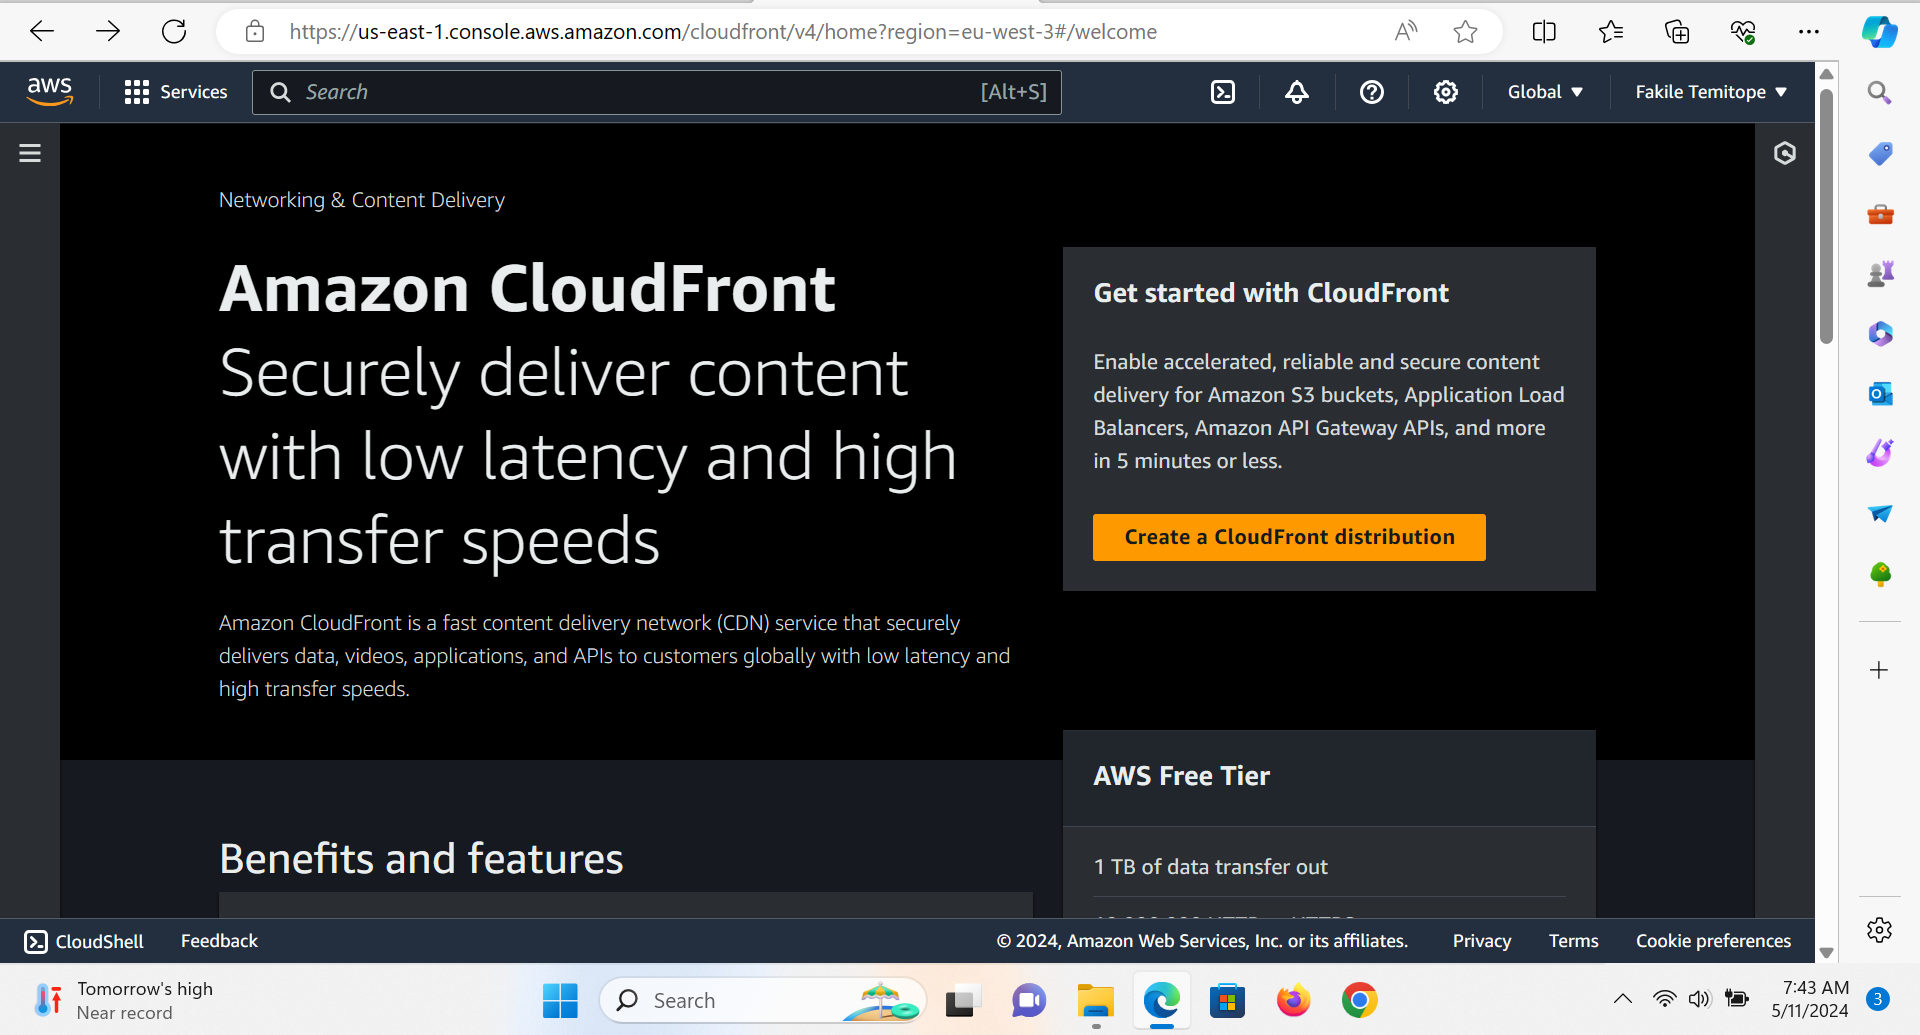 https://us-east-1.console.aws.amazon.com/cloudfront/v4/home?region=eu-west-3#/welcome
aws
Services
Search
[Alt+S]
Global
Fakile Temitope
Networking & Content Delivery
Amazon CloudFront
Securely deliver content
with low latency and high
transfer speeds
Amazon CloudFront is a fast content delivery network (CDN) service that securely
delivers data, videos, applications, and APIs to customers globally with low latency and
high transfer speeds.
Get started with CloudFront
Enable accelerated, reliable and secure content
delivery for Amazon S3 buckets, Application Load
Balancers, Amazon API Gateway APIs, and more
in 5 minutes or less.
Create a CloudFront distribution
AWS Free Tier
1 TB of data transfer out
Benefits and features
CloudShell
Feedback
© 2024, Amazon Web Services, Inc. or its affiliates.
Privacy
Terms
Cookie preferences
Tomorrow's high
Near record
Search
7:43 AM
5/11/2024
3